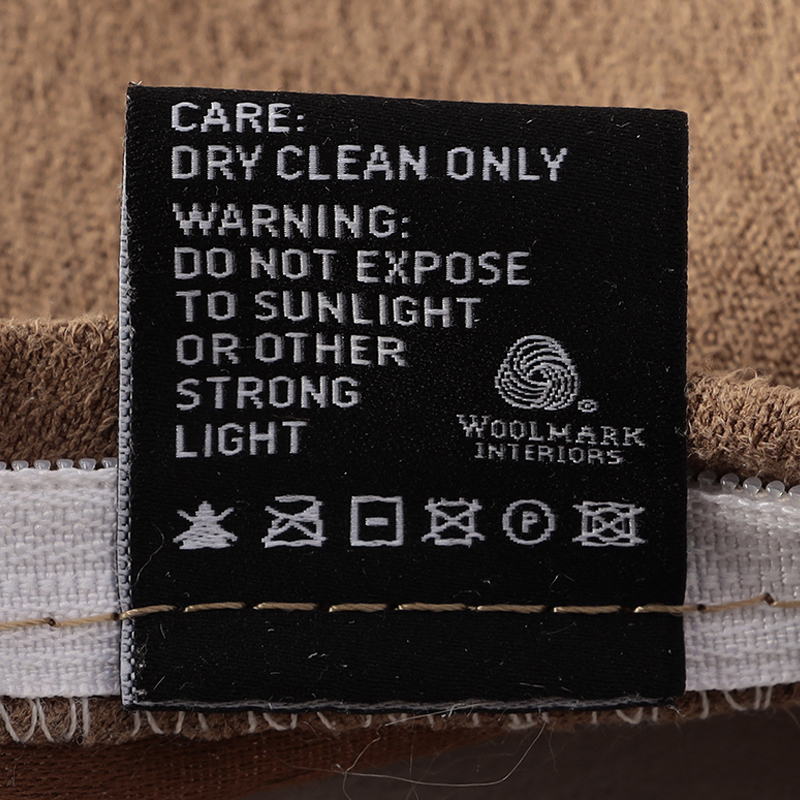 CARE:
DRY CLEAN ONLY
WARNING:
DO NOT EXPOSE
TO SUNLIGHT
OR OTHER
STRONG
LIGHT
WOOLMARK
INTERIORS
P